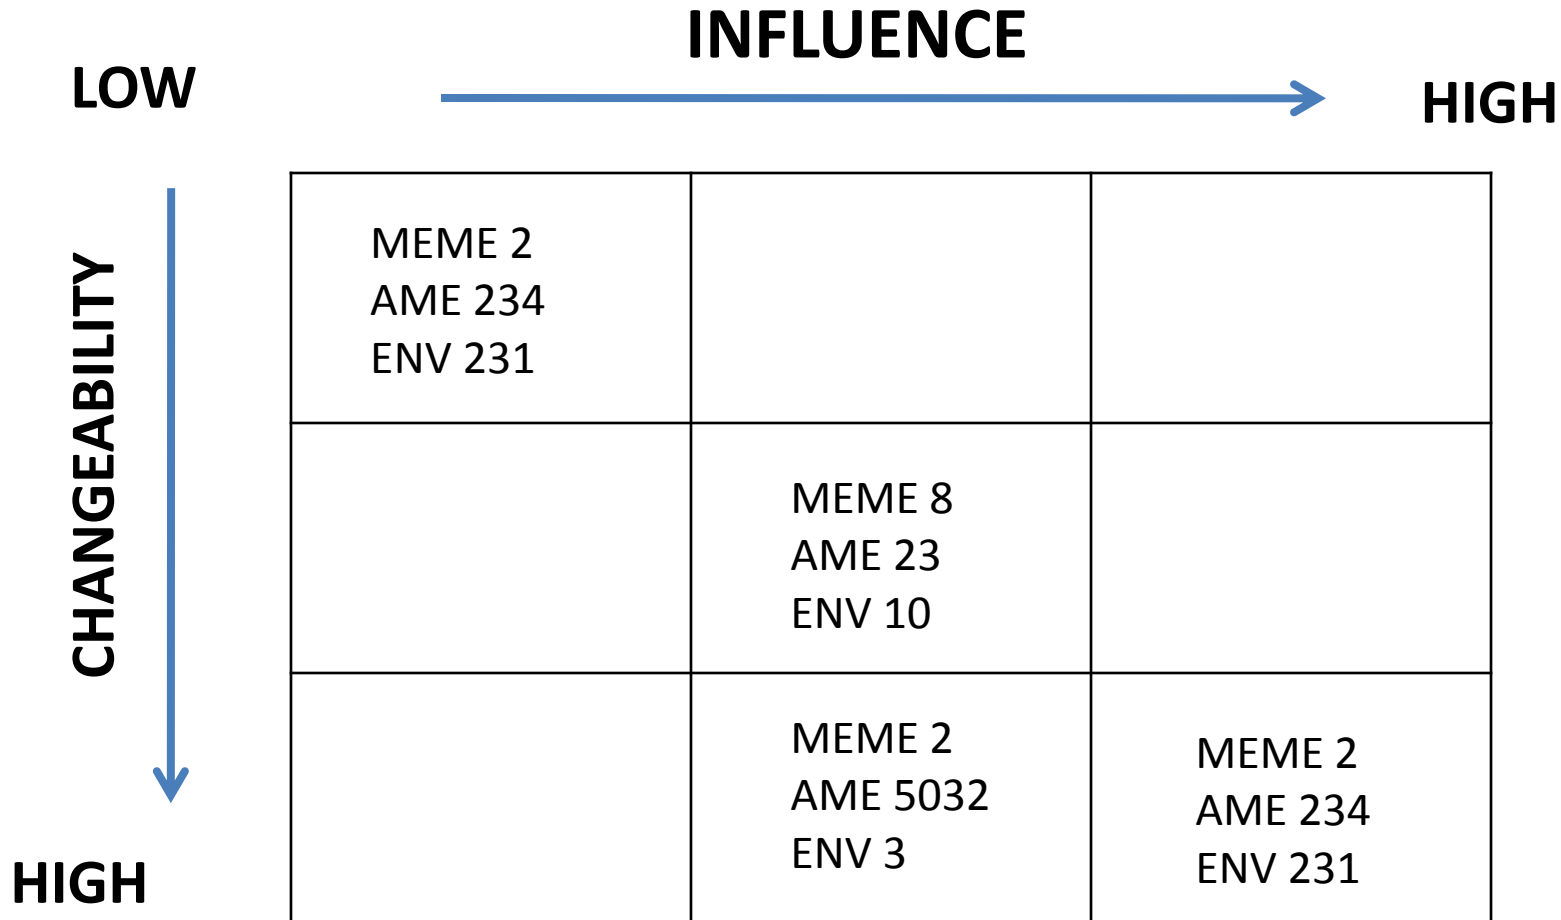 INFLUENCE
LOW
HIGH
CHANGEABILITY
MEME 2
AME 234
ENV 231
MEME 8
AME 23
ENV 10
MEME 2
AME 5032
ENV 3
MEME 2
AME 234
ENV 231
HIGH